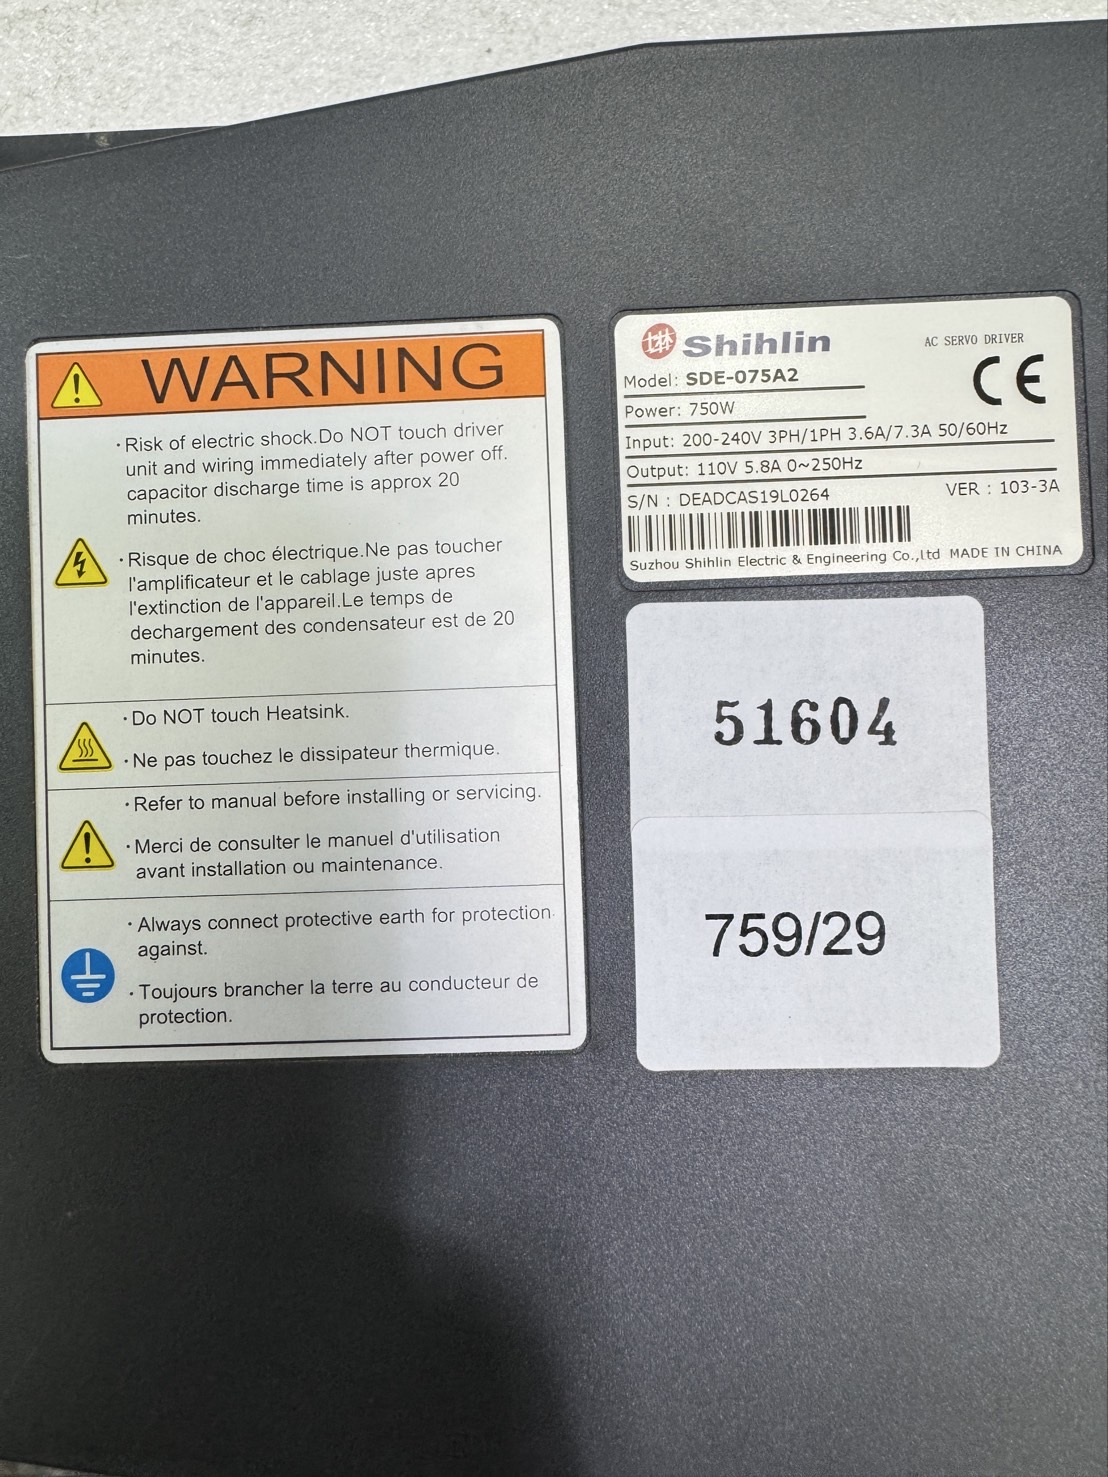 WARNING
·Risk of electric shock.Do NOT touch driver
unit and wiring immediately after power off.
capacitor discharge time is approx 20
minutes.
·Risque de choc électrique.Ne pas toucher
l'amplificateur et le cablage juste apres
l'extinction de l'appareil.Le temps de
dechargement des condensateur est de 20
minutes.
·Do NOT touch Heatsink.
·Ne pas touchez le dissipateur thermique.
·Refer to manual before installing or servicing.
·Merci de consulter le manuel d'utilisation
avant installation ou maintenance.
·Always connect protective earth for protection
against.
·Toujours brancher la terre au conducteur de
protection.
Shihlin
AC SERVO DRIVER
Model: SDE-075A2
CE
Power: 750W
Input: 200-240V 3PH/1PH 3.6A/7.3A 50/60Hz
Output: 110V 5.8A 0~250Hz
S/N : DEADCAS19L0264
VER : 103-3A
Suzhou Shihlin Electric & Engineering Co.,ltd MADE IN CHINA
51604
759/29